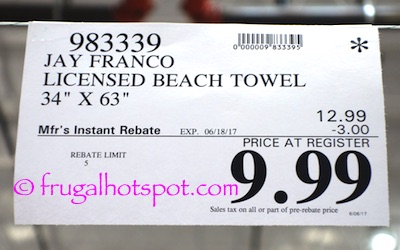 983339
000009833395
*
JAY FRANCO
LICENSED BEACH TOWEL
34" X 63"
12.99
Mfr's Instant Rebate EXP. 06/18/17 -3.00
PRICE AT REGISTER
REBATE LIMIT
5
9.99
© frugalhotspot.com
Sales tax on all or part of pre-rebate price
6/08/17